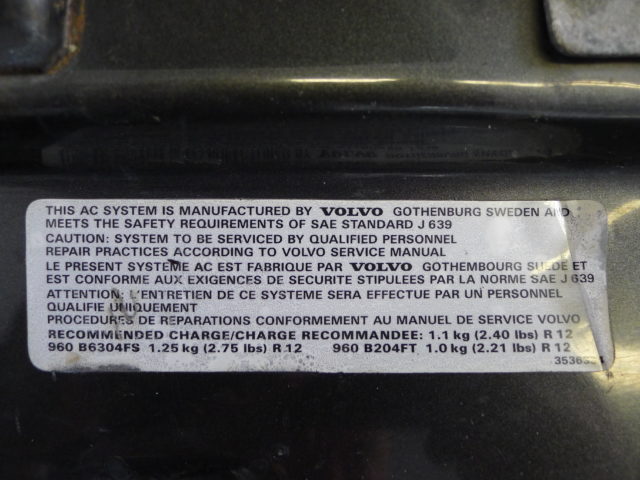 THIS AC SYSTEM IS MANUFACTURED BY VOLVO GOTHENBURG SWEDEN AND
MEETS THE SAFETY REQUIREMENTS OF SAE STANDARD J 639
CAUTION: SYSTEM TO BE SERVICED BY QUALIFIED PERSONNEL
REPAIR PRACTICES ACCORDING TO VOLVO SERVICE MANUAL
LE PRESENT SYSTEME AC EST FABRIQUE PAR VOLVO GOTHEMBOURG SUEDE ET
EST CONFORME AUX EXIGENCES DE SECURITE STIPULEES PAR LA NORME SAE J 639
ATTENTION: L'ENTRETIEN DE CE SYSTEME SERA EFFECTUE PAR UN PERSONNEL
QUALIFIE UNIQUEMENT
PROCEDURES DE REPARATIONS CONFORMEMENT AU MANUEL DE SERVICE VOLVO
RECOMMENDED CHARGE/CHARGE RECOMMANDEE: 1.1 kg (2.40 lbs) R 12
960 B6304FS 1.25 kg (2.75 lbs) R 12 960 B204FT 1.0 kg (2.21 lbs) R 12